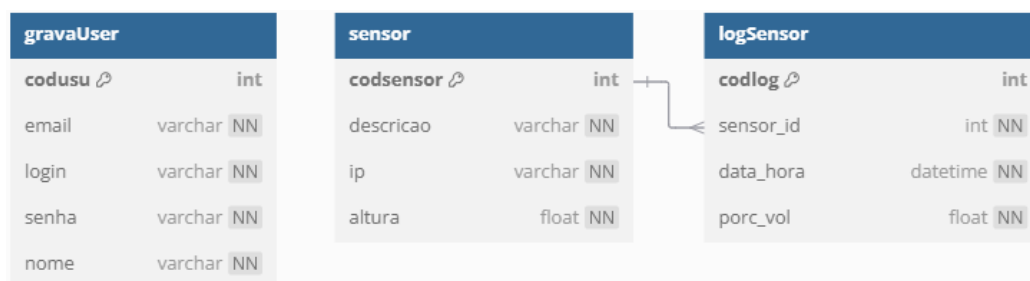 gravaUser
codusu int
email varchar NN
login varchar NN
senha varchar NN
nome varchar NN
sensor
codsensor int
descricao varchar NN
ip varchar NN
altura float NN
logSensor
codlog int
sensor_id int NN
data_hora datetime NN
porc_vol float NN